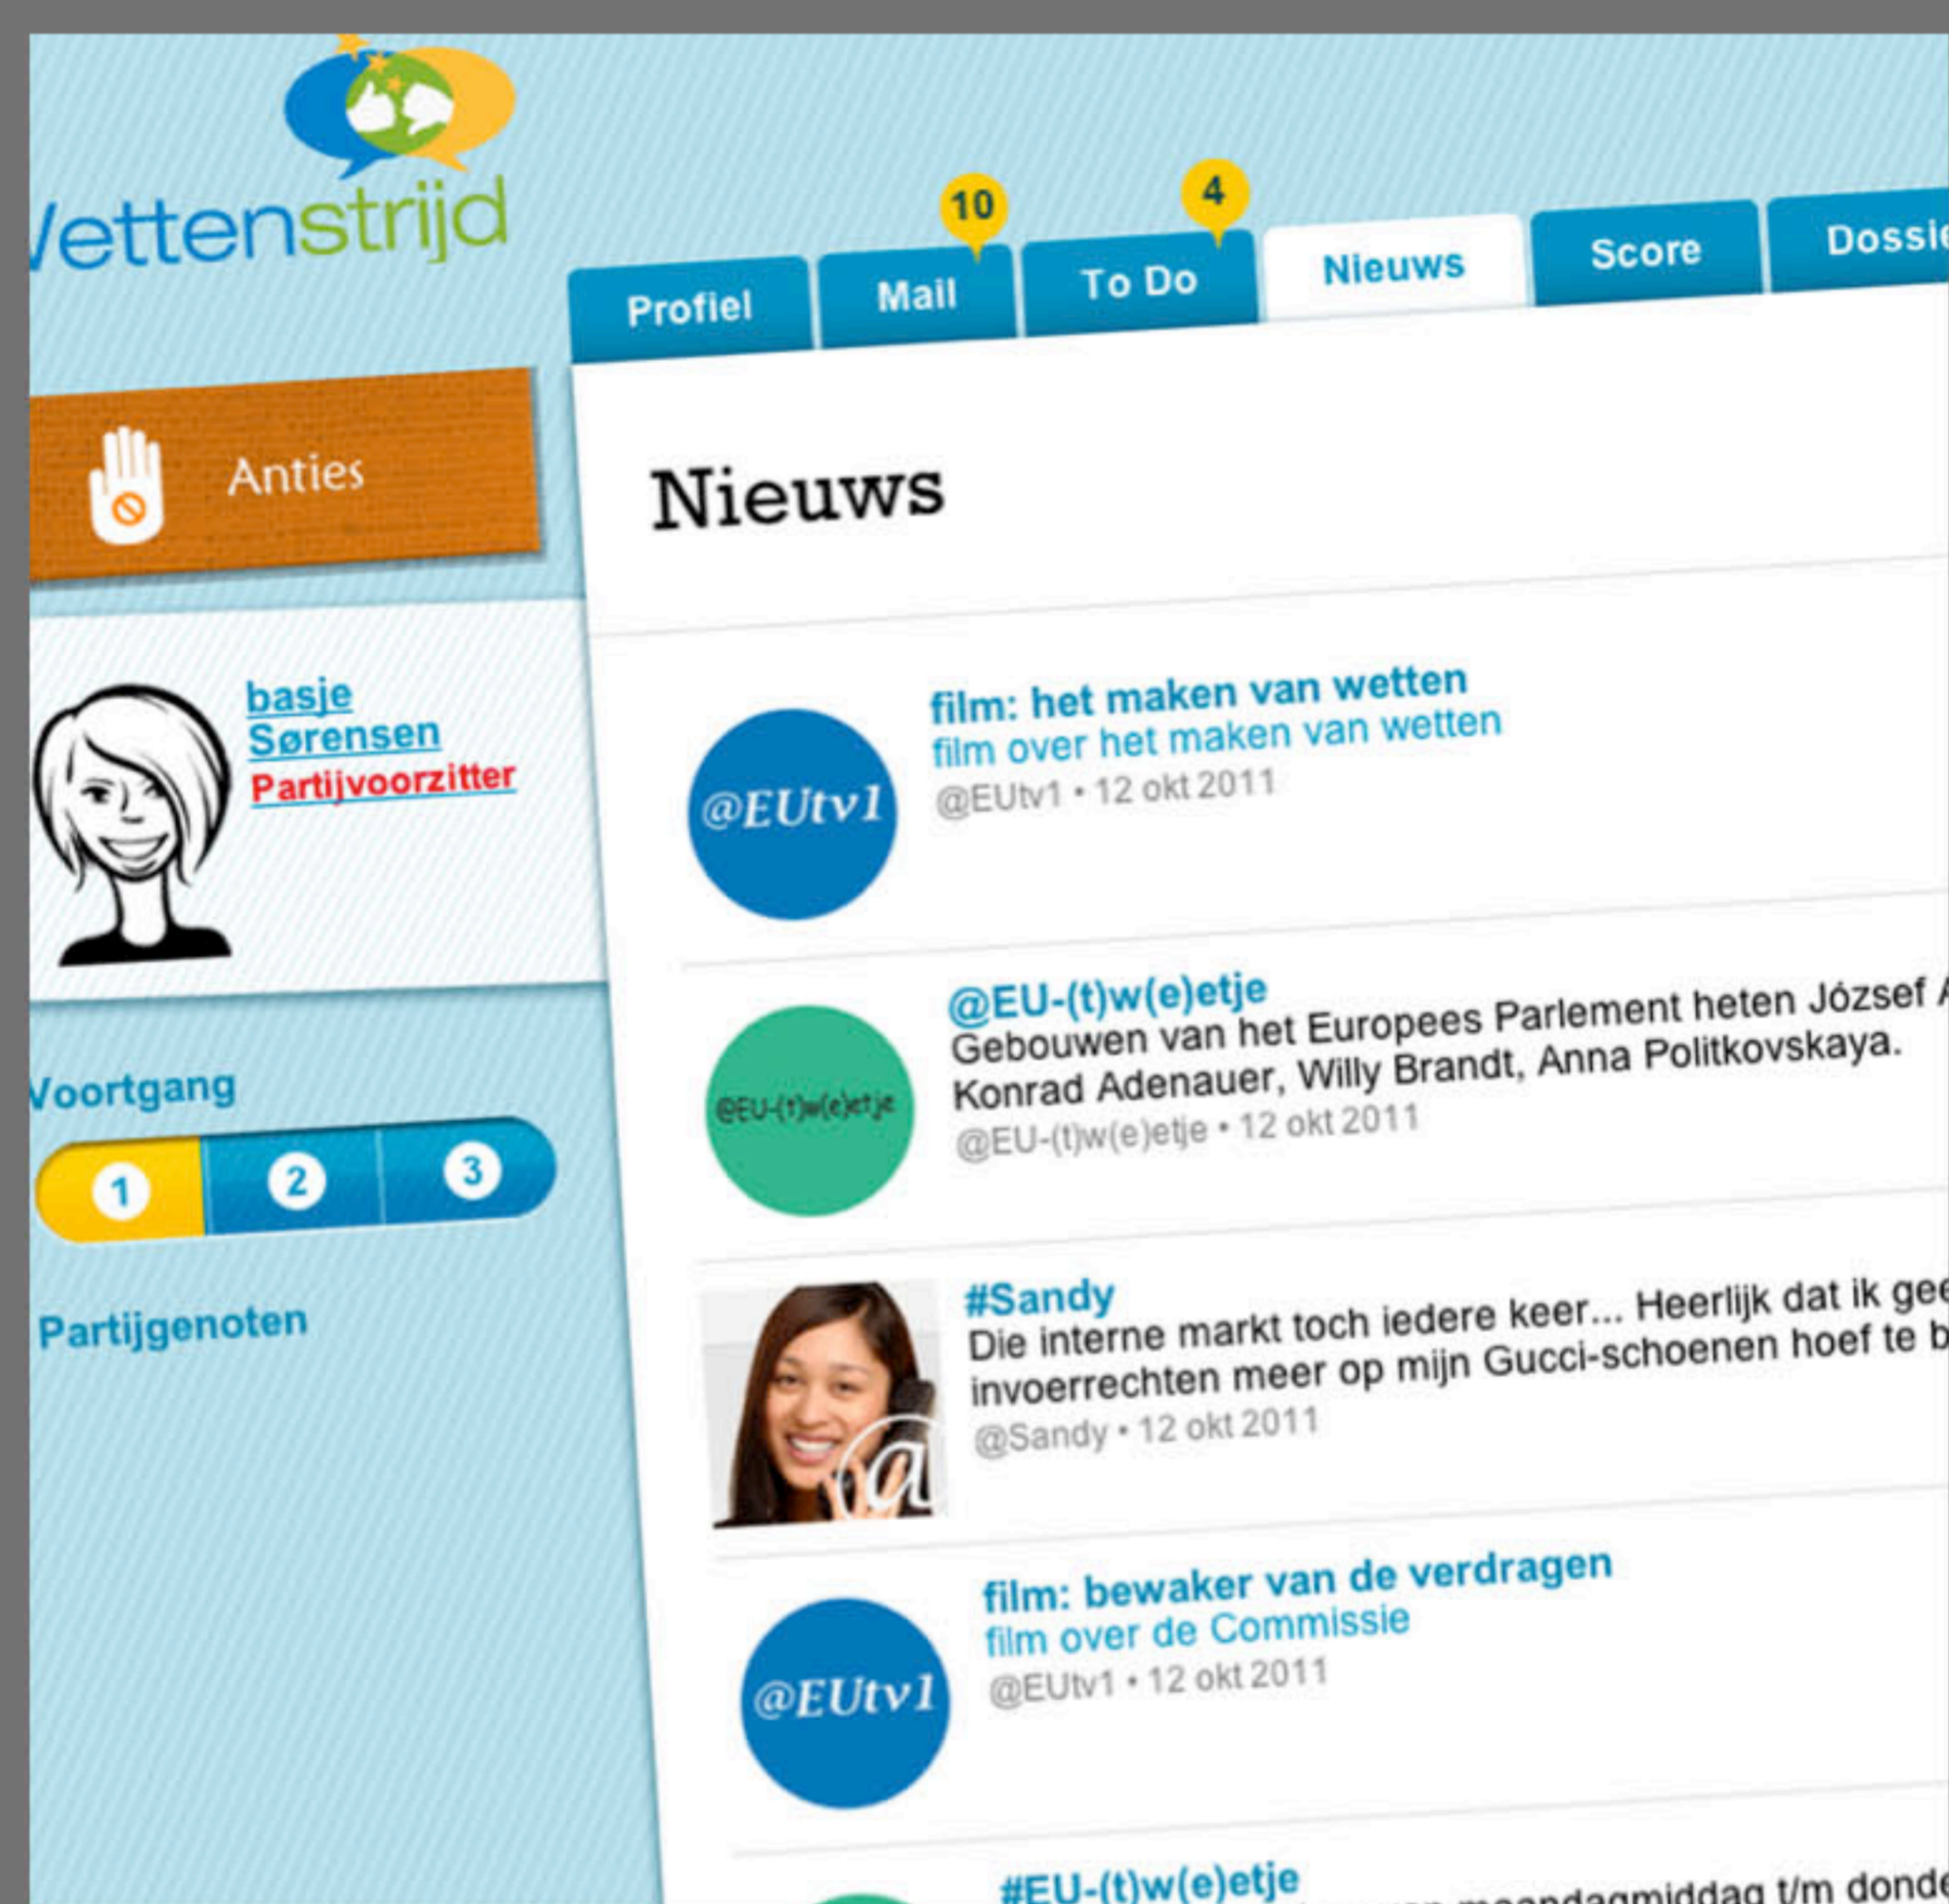 Wettenstrijd
10
4
Profiel
Mail
To Do
Nieuws
Score
Anties
Nieuws
basje
Sørensen
Partijvoorzitter
film: het maken van wetten
film over het maken van wetten
@EUtv1 • 12 okt 2011
@EUtv1
@EU-(t)w(e)etje
Gebouwen van het Europees Parlement heten József
Konrad Adenauer, Willy Brandt, Anna Politkovskaya.
@EU-(t)w(e)etje • 12 okt 2011
@EU-(t)w(e)etje
Voortgang
1 2 3
Partijgenoten
#Sandy
Die interne markt toch iedere keer... Heerlijk dat ik
invoerrechten meer op mijn Gucci-schoenen hoef te
@Sandy • 12 okt 2011
@
film: bewaker van de verdragen
film over de Commissie
@EUtv1 • 12 okt 2011
@EUtv1
#EU-(t)w(e)etje
t/m